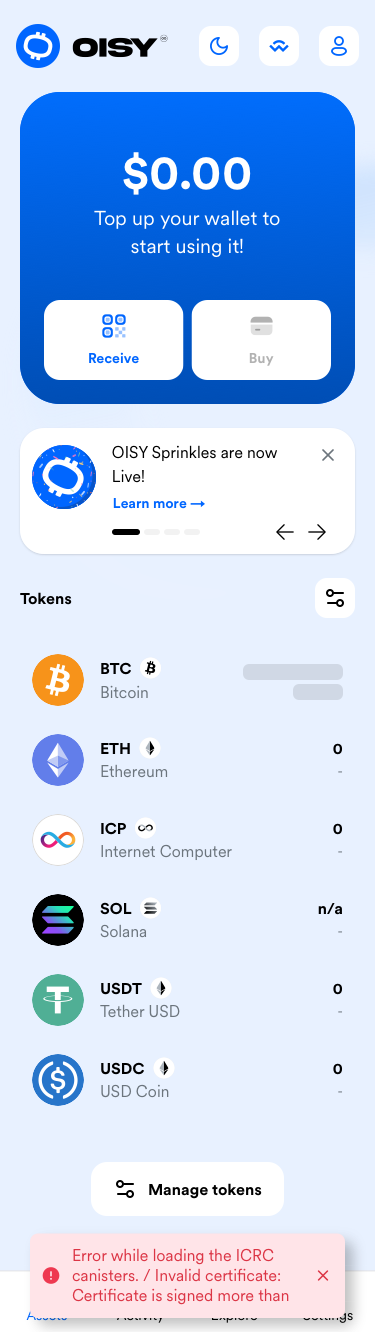 OISY
$0.00
Top up your wallet to
start using it!
Receive
Buy
OISY Sprinkles are now
Live!
Learn more →
Tokens
BTC
Bitcoin
ETH
0
Ethereum
-
ICP
0
Internet Computer
-
SOL
n/a
Solana
-
USDT
0
Tether USD
-
USDC
0
USD Coin
-
Manage tokens
Error while loading the ICRC
canisters. / Invalid certificate:
Certificate is signed more than
Assets Activity Explore Settings